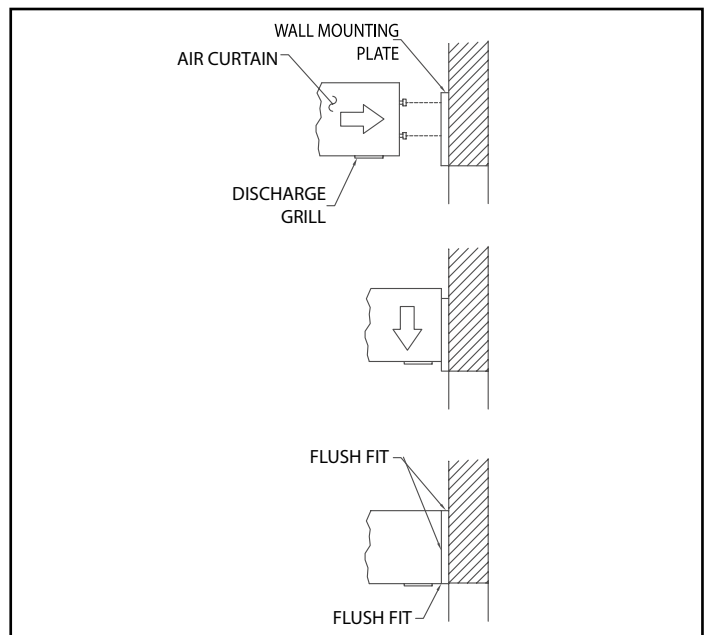 WALL MOUNTING
PLATE
AIR CURTAIN
DISCHARGE
GRILL
FLUSH FIT
FLUSH FIT